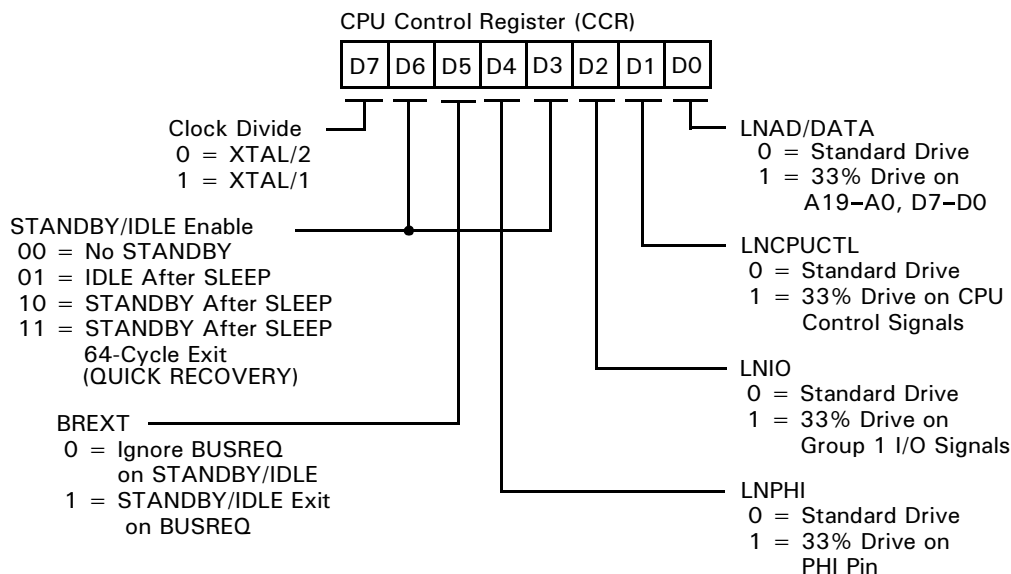 CPU Control Register (CCR)
D7 D6 D5 D4 D3 D2 D1 D0
Clock Divide
0 = XTAL/2
1 = XTAL/1
STANDBY/IDLE Enable
00 = No STANDBY
01 = IDLE After SLEEP
10 = STANDBY After SLEEP
11 = STANDBY After SLEEP
64-Cycle Exit
(QUICK RECOVERY)
BREXT
0 = Ignore BUSREQ
on STANDBY/IDLE
1 = STANDBY/IDLE Exit
on BUSREQ
LNAD/DATA
0 = Standard Drive
1 = 33% Drive on
A19–A0, D7–D0
LNCPUCTL
0 = Standard Drive
1 = 33% Drive on CPU
Control Signals
LNIO
0 = Standard Drive
1 = 33% Drive on
Group 1 I/O Signals
LNPHI
0 = Standard Drive
1 = 33% Drive on
PHI Pin